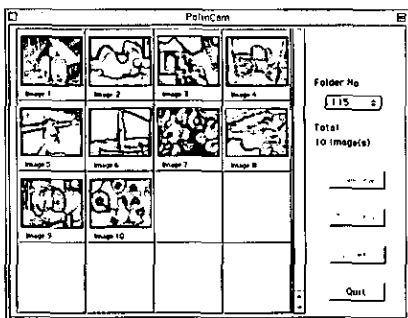 PalmCam
Image 1
Image 2
Image 3
Image 4
Image 5
Image 6
Image 7
Image 8
Image 9
Image 10
Folder No
115
Total
10 Image(s)
Quit